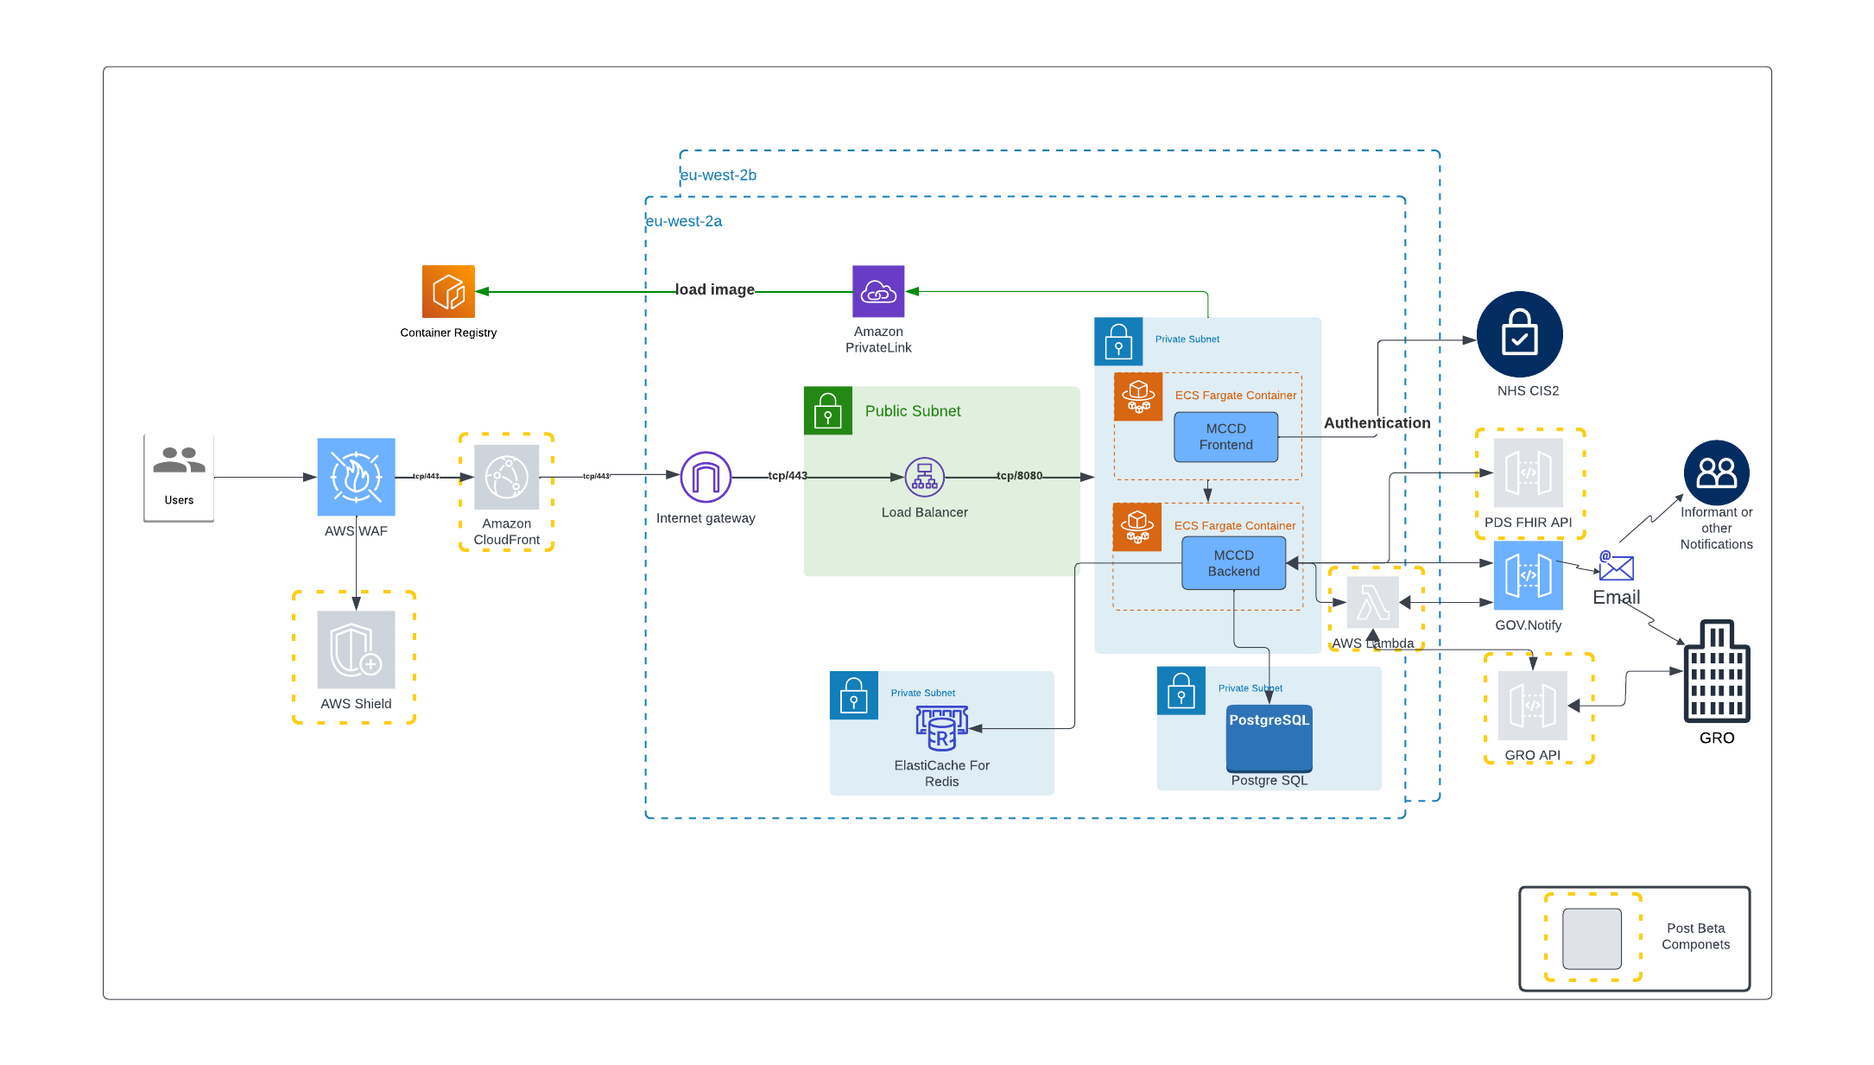 eu-west-2b
eu-west-2a
load image
Container Registry
Amazon
PrivateLink
Private Subnet
ECS Fargate Container
MCCD
Frontend
Authentication
NHS CIS2
Public Subnet
Users
AWS WAF
tcp/443
Amazon
CloudFront
tcp/443
Internet gateway
tcp/443
Load Balancer
tcp/8080
ECS Fargate Container
MCCD
Backend
PDS FHIR API
Informant or
other
Notifications
GOV.Notify
@
Email
AWS Lambda
AWS Shield
Private Subnet
R
ElastiCache For
Redis
Private Subnet
PostgreSQL
Postgre SQL
GRO API
GRO
Post Beta
Componets